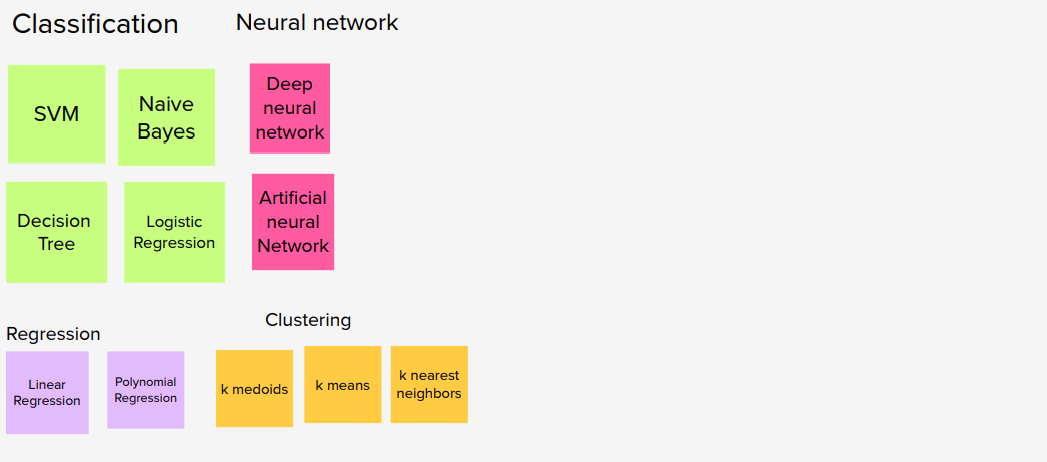 Classification
Neural network
SVM
Naive
Bayes
Deep
neural
network
Decision
Tree
Logistic
Regression
Artificial
neural
Network
Regression
Clustering
Linear
Regression
Polynomial
Regression
k medoids
k means
k nearest
neighbors